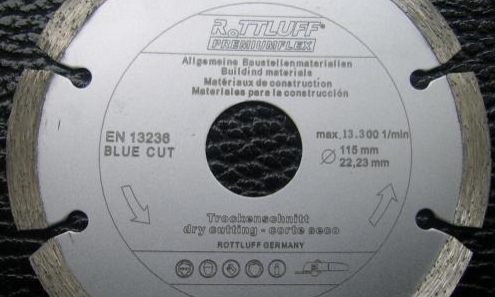 ROTTLUFF
PREMIUMFLEX
Allgemeine Baustellenmaterialien
Buildind materials
Matériaux de construction
Materiales para la construcción
EN 13236
BLUE CUT
max. 13.300 1/min
Ø 115 mm
22,23 mm
Trockenschnitt
dry cutting - corte seco
ROTTLUFF GERMANY